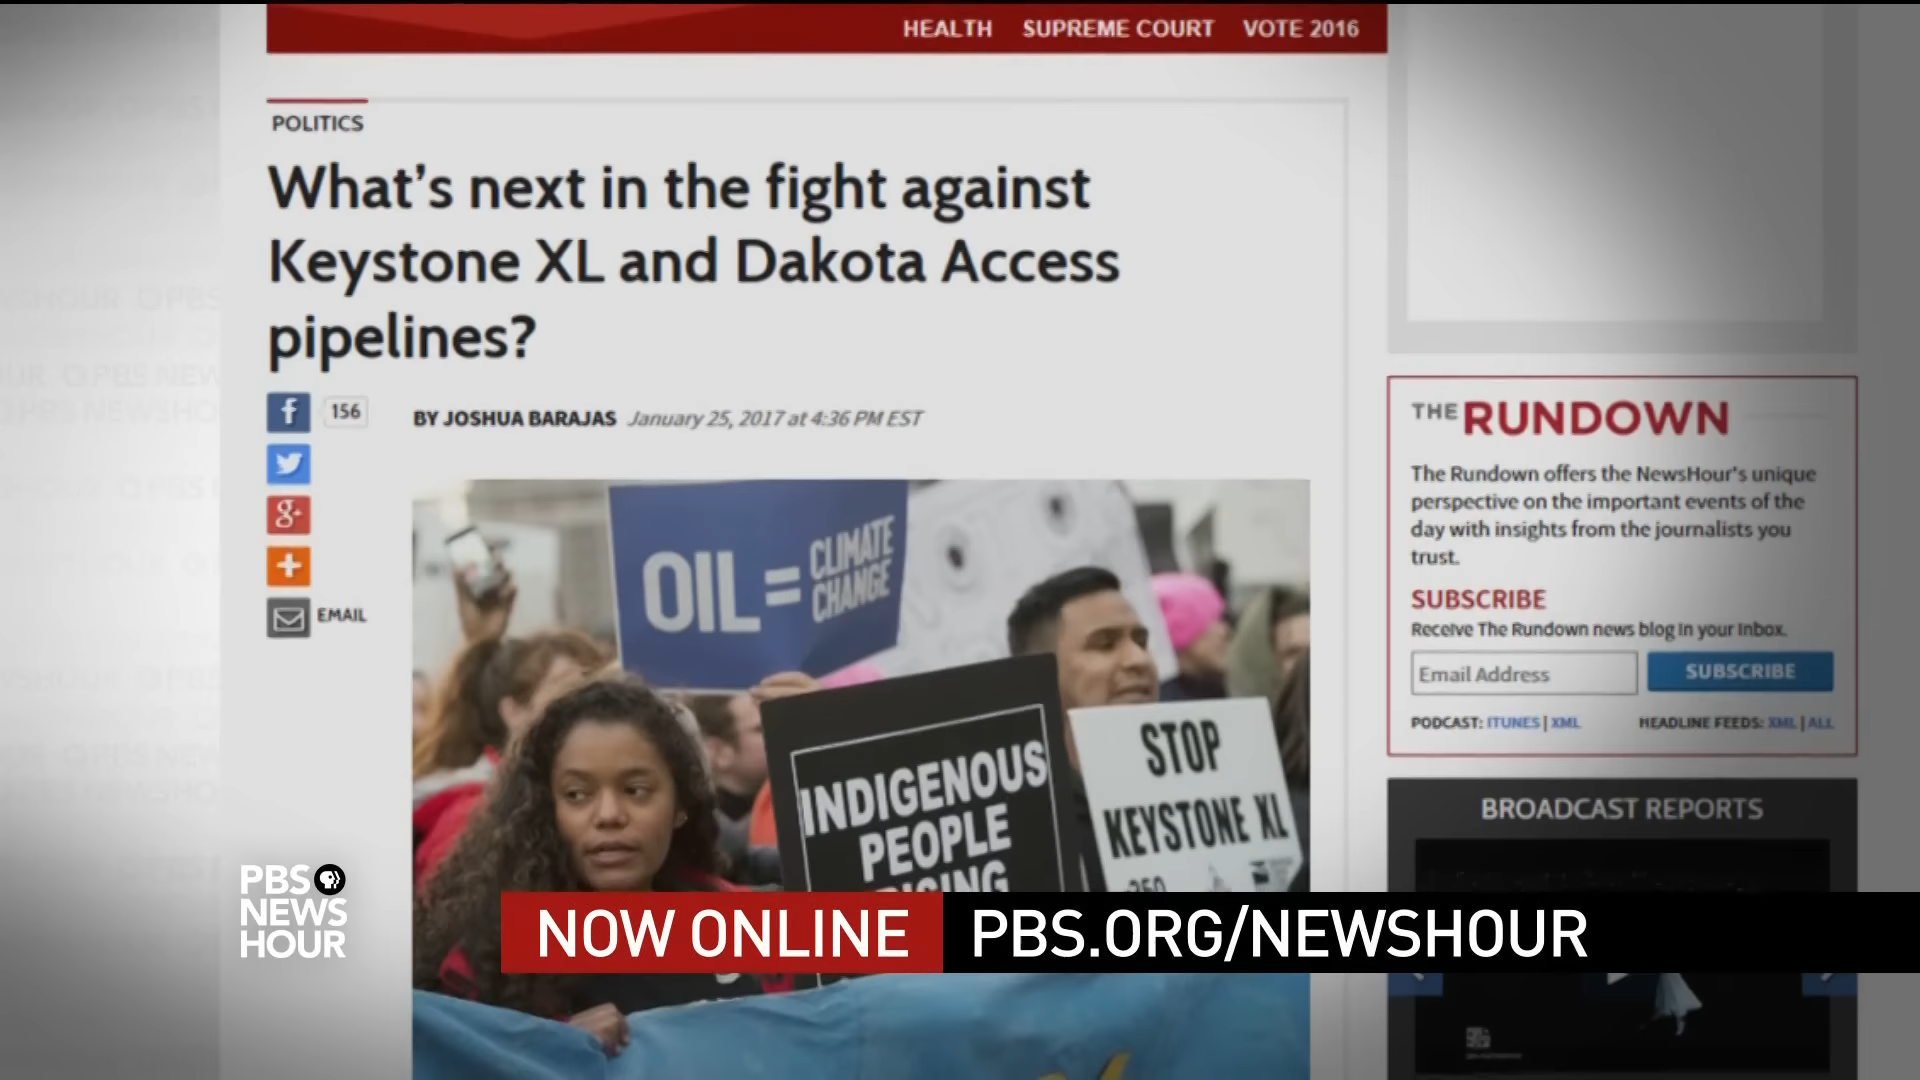 HEALTH SUPREME COURT VOTE 2016
POLITICS
What's next in the fight against
Keystone XL and Dakota Access
pipelines?
156
BY JOSHUA BARAJAS January 25, 2017 at 4:36 PM EST
EMAIL
OIL = CLIMATE
CHANGE
INDIGENOUS
PEOPLE
RISING
STOP
KEYSTONE XL
350
THE RUNDOWN
The Rundown offers the NewsHour's unique
perspective on the important events of the
day with insights from the journalists you
trust.
SUBSCRIBE
Receive The Rundown news blog in your inbox.
Email Address SUBSCRIBE
PODCAST: ITUNES | XML HEADLINE FEEDS: XML | ALL
BROADCAST REPORTS
PBS
NEWS
HOUR
NOW ONLINE PBS.ORG/NEWSHOUR